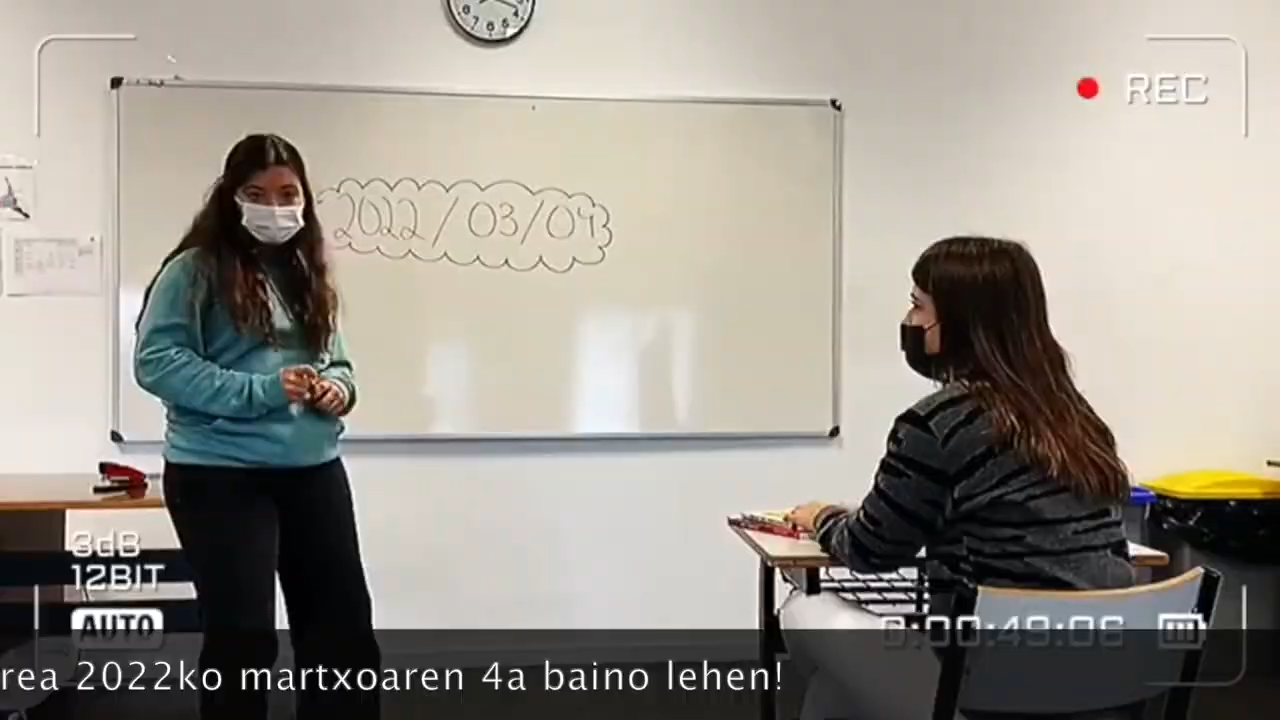 REC
2022/03/04
3dB
12BIT
AUTO
0:00:49:06
rea 2022ko martxoaren 4a baino lehen!